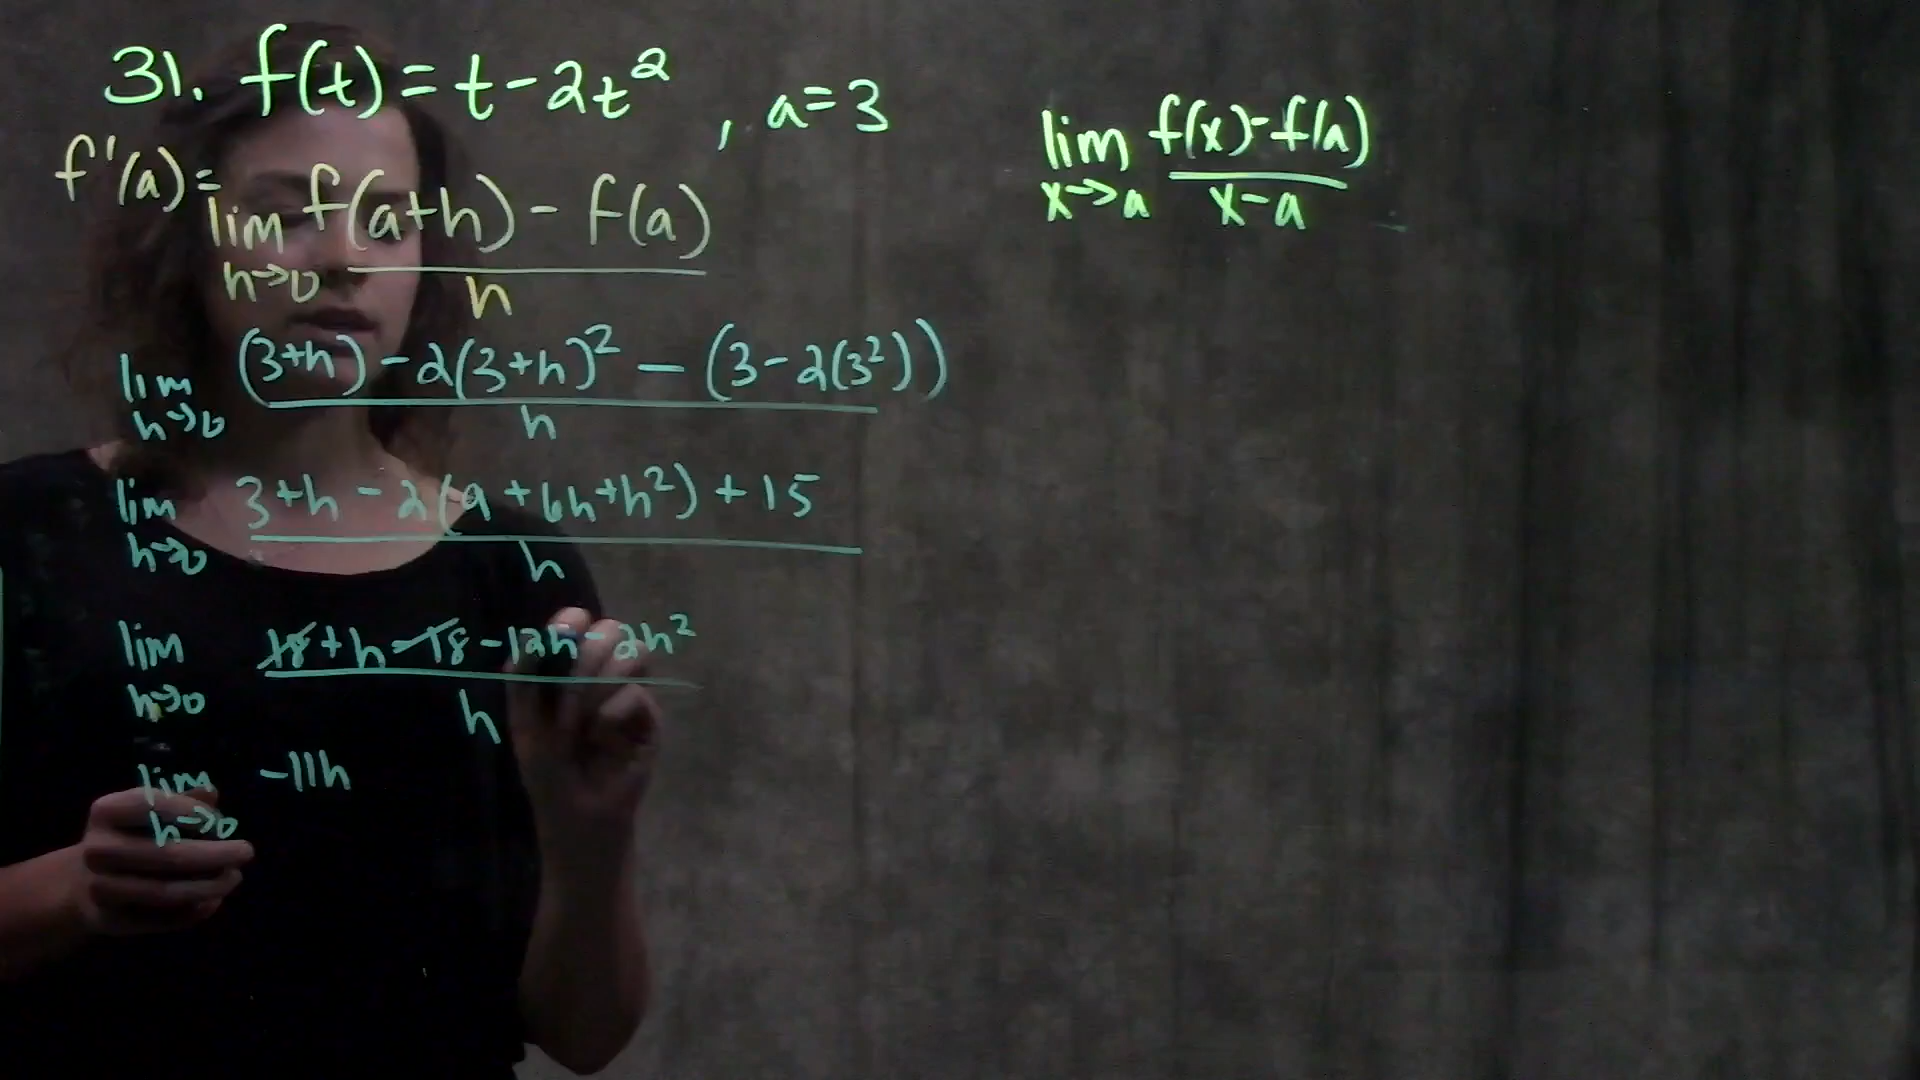 31. f(t) = t - 2t² , a = 3
f'(a) = lim h→0 (f(a+h) - f(a)) / h
lim h→0 ((3+h) - 2(3+h)² - (3 - 2(3²))) / h
lim h→0 (3+h - 2(9 + 6h + h²) + 15) / h
lim h→0 (18 + h - 18 - 12h - 2h²) / h
lim h→0 -11h
lim x→a (f(x) - f(a)) / (x - a)